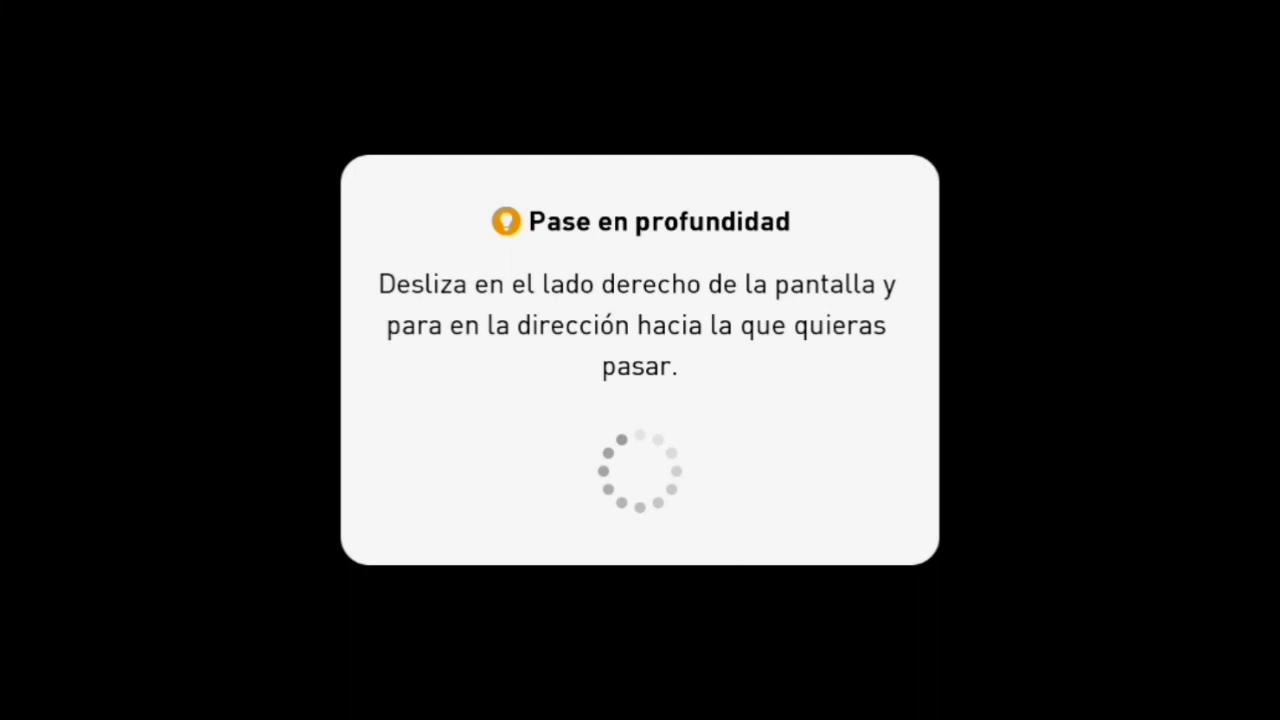 Pase en profundidad
Desliza en el lado derecho de la pantalla y
para en la dirección hacia la que quieras
pasar.